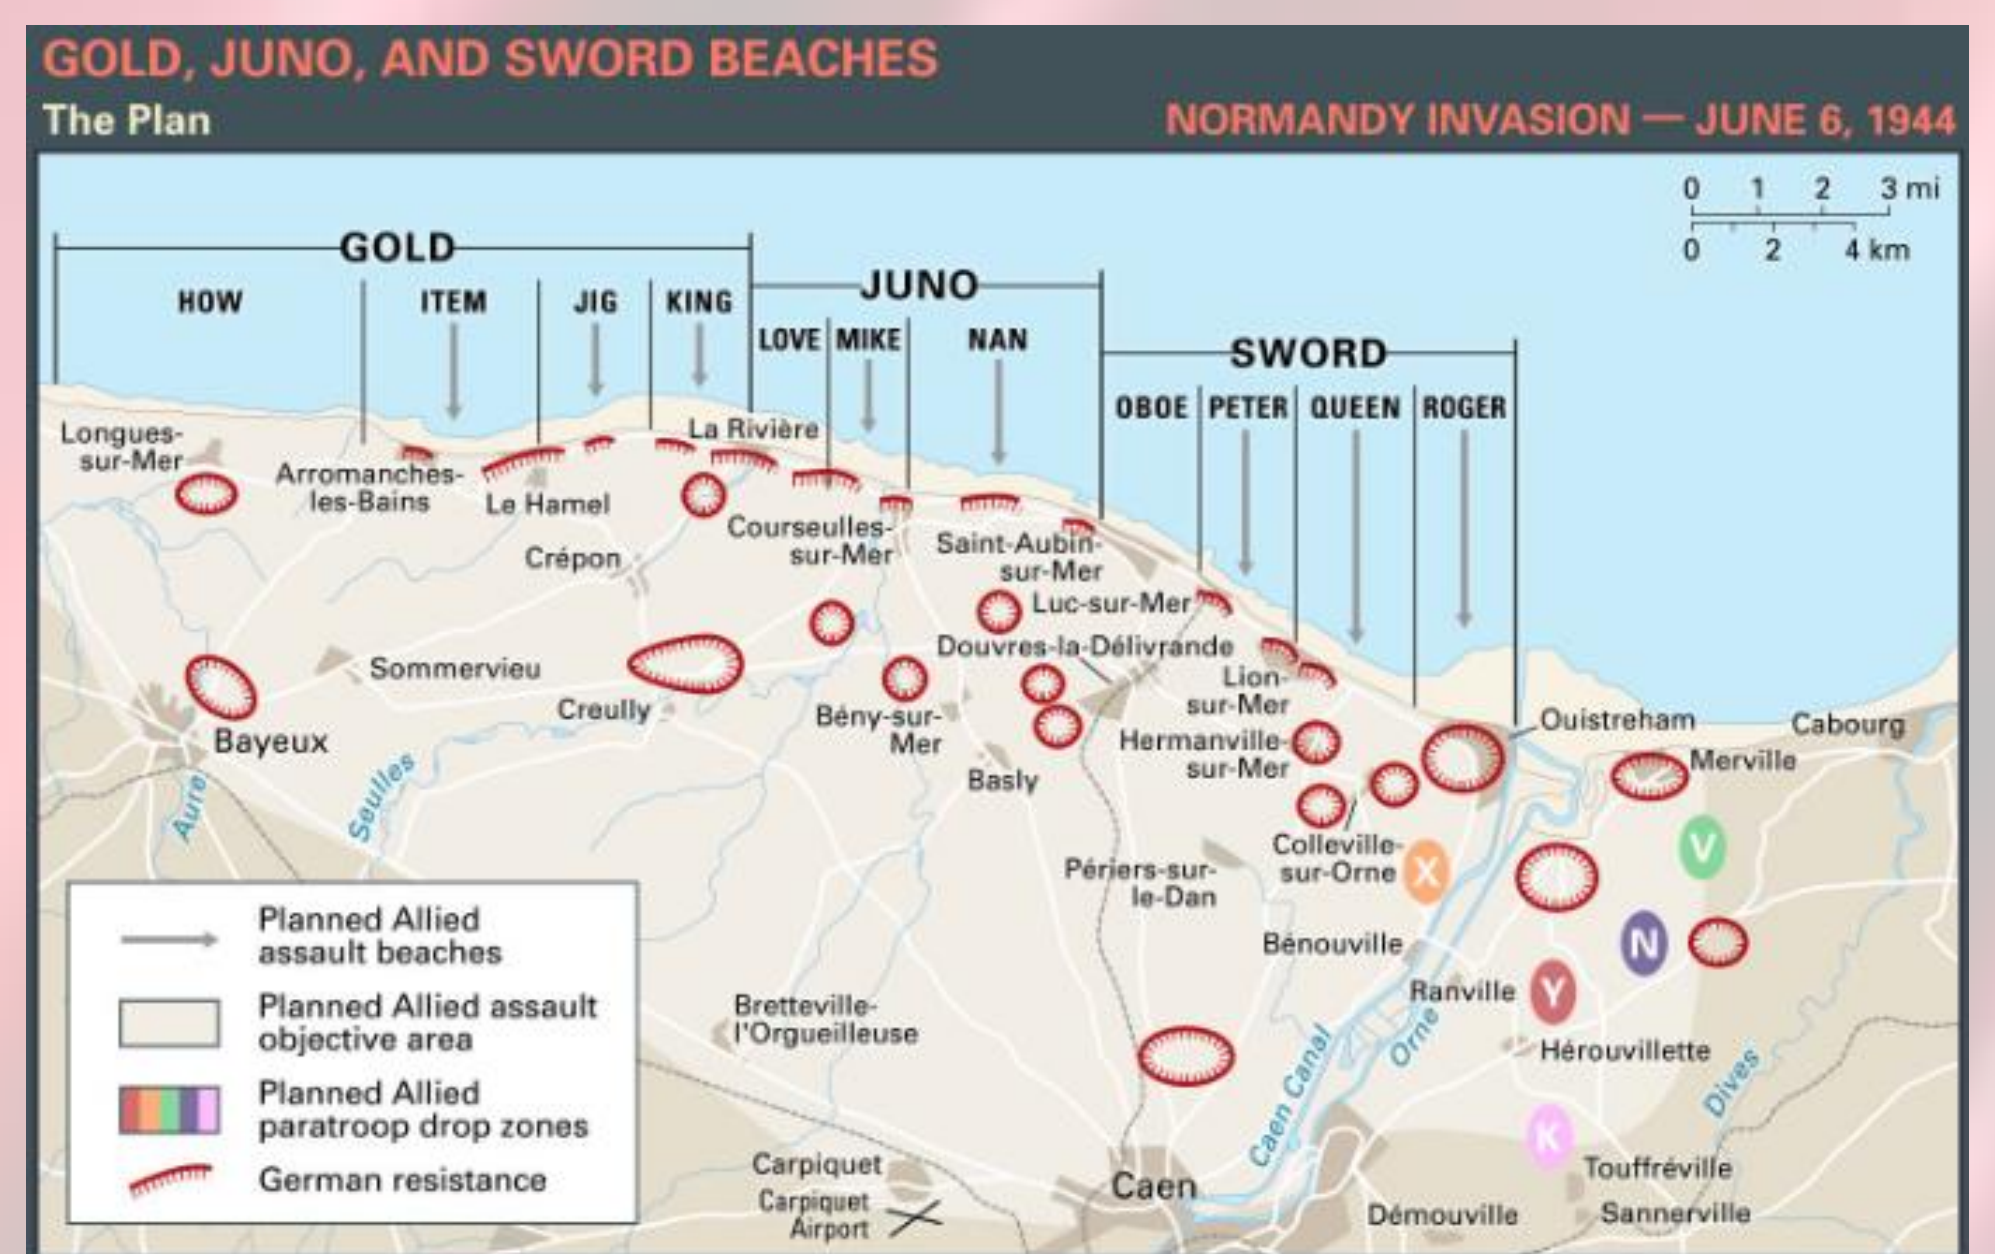 GOLD, JUNO, AND SWORD BEACHES
The Plan
NORMANDY INVASION — JUNE 6, 1944
0 1 2 3 mi
0 2 4 km
GOLD
JUNO
SWORD
HOW
ITEM
JIG
KING
LOVE
MIKE
NAN
OBOE
PETER
QUEEN
ROGER
Longues-
sur-Mer
Arromanches-
les-Bains
Le Hamel
La Rivière
Crépon
Courseulles-
sur-Mer
Saint-Aubin-
sur-Mer
Luc-sur-Mer
Douvres-la-Délivrande
Lion-
sur-Mer
Hermanville-
sur-Mer
Sommervieu
Creully
Bény-sur-
Mer
Basly
Bayeux
Aure
Seulles
Ouistreham
Cabourg
Merville
Colleville-
sur-Orne
Périers-sur-
le-Dan
X
V
N
Y
K
Bénouville
Ranville
Hérouvillette
Bretteville-
l'Orgueilleuse
Caen Canal
Orne
Dives
Carpiquet
Carpiquet
Airport
Caen
Touffréville
Démouville
Sannerville
Planned Allied
assault beaches
Planned Allied assault
objective area
Planned Allied
paratroop drop zones
German resistance